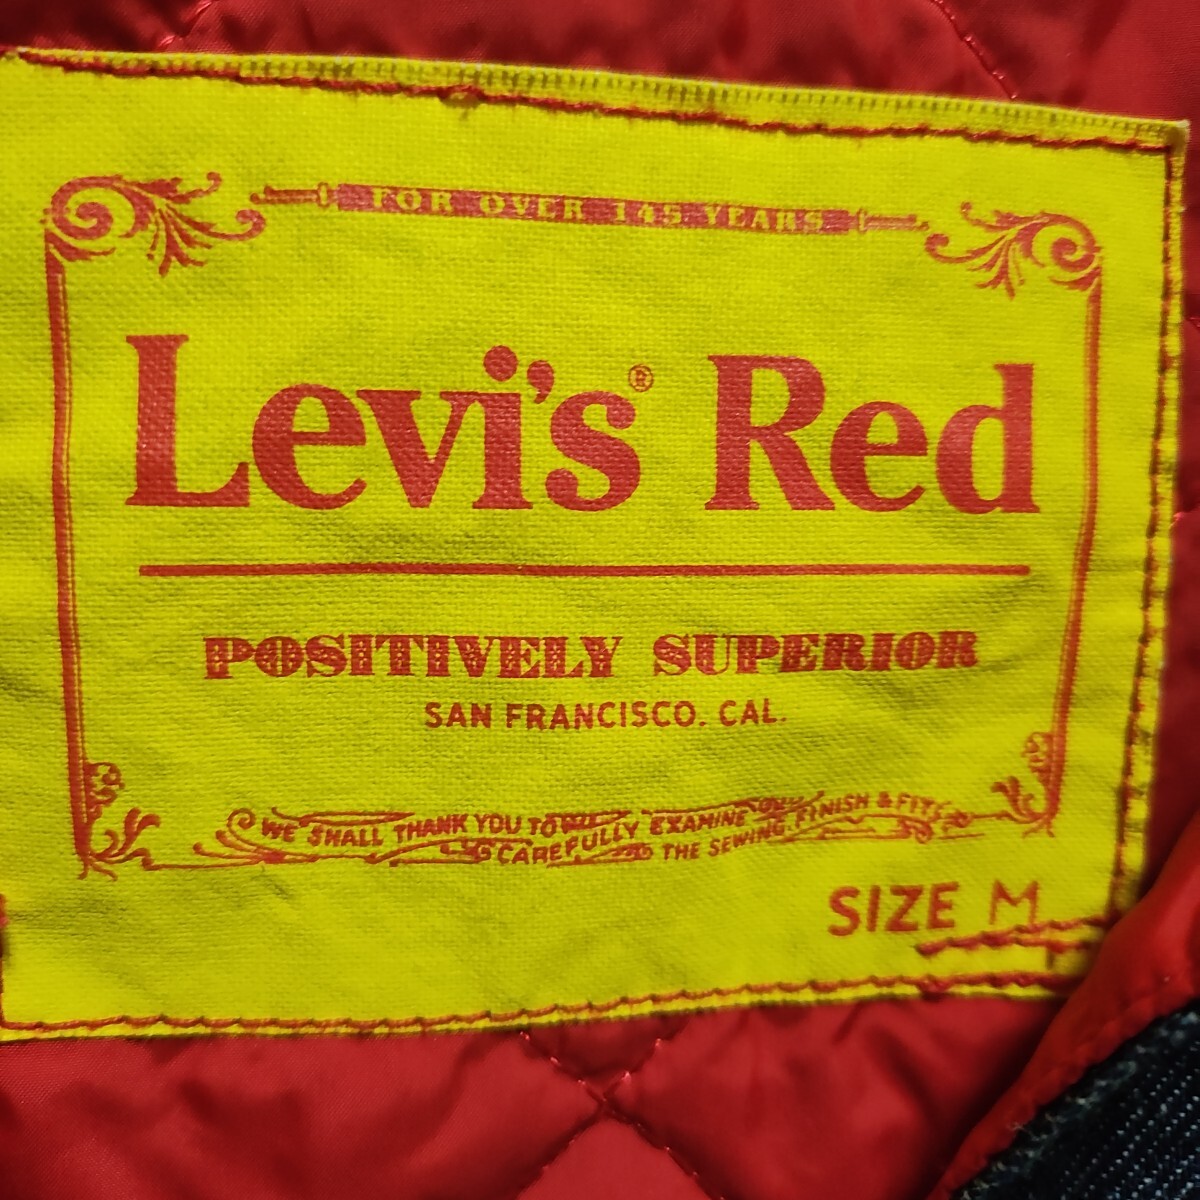 FOR OVER 145 YEARS
Levi's® Red
POSITIVELY SUPERIOR
SAN FRANCISCO. CAL.
WE SHALL THANK YOU TO CAREFULLY EXAMINE THE SEWING, FINISH & FIT
SIZE M